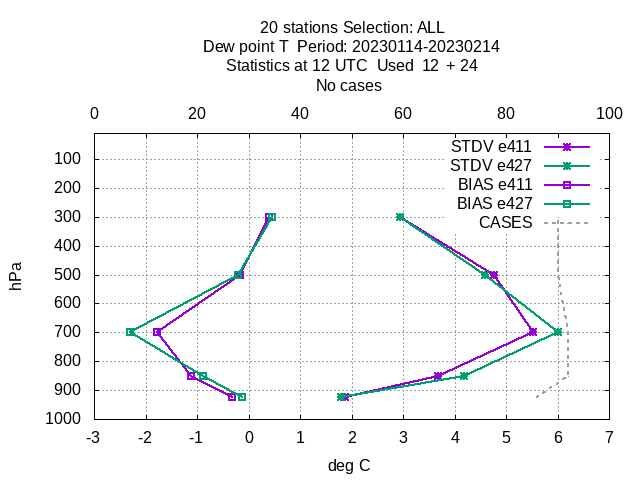 20 stations Selection: ALL
Dew point T  Period: 20230114-20230214
Statistics at 12 UTC  Used  12  + 24
No cases
0 20 40 60 80 100
STDV e411
STDV e427
BIAS e411
BIAS e427
CASES
hPa
100
200
300
400
500
600
700
800
900
1000
-3 -2 -1 0 1 2 3 4 5 6 7
deg C